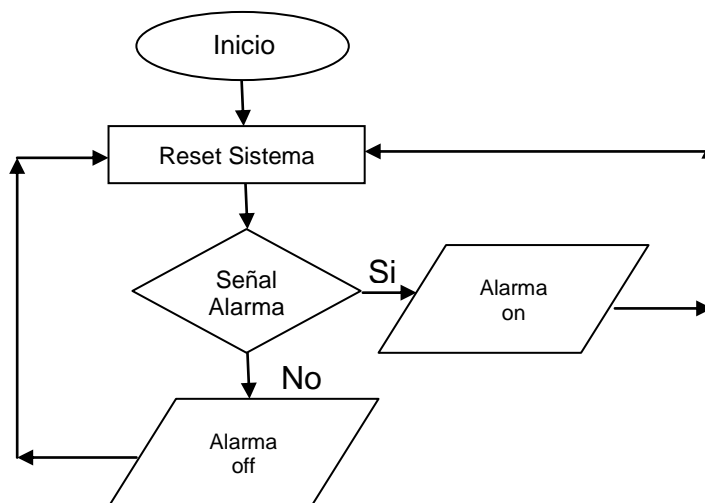 Inicio
Reset Sistema
Señal
Alarma
Si
Alarma
on
No
Alarma
off